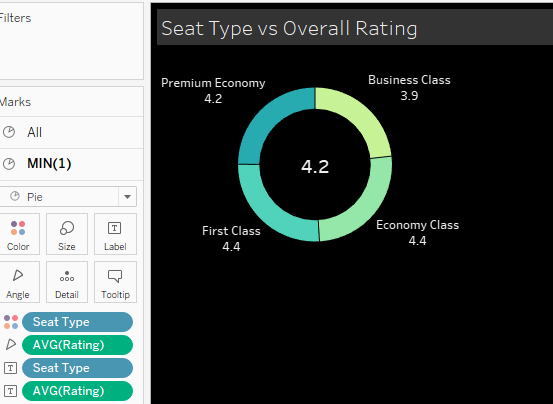 Filters
Marks
All
MIN(1)
Pie
Color
Size
Label
Angle
Detail
Tooltip
Seat Type
AVG(Rating)
Seat Type
AVG(Rating)
Seat Type vs Overall Rating
Premium Economy
4.2
Business Class
3.9
4.2
First Class
4.4
Economy Class
4.4